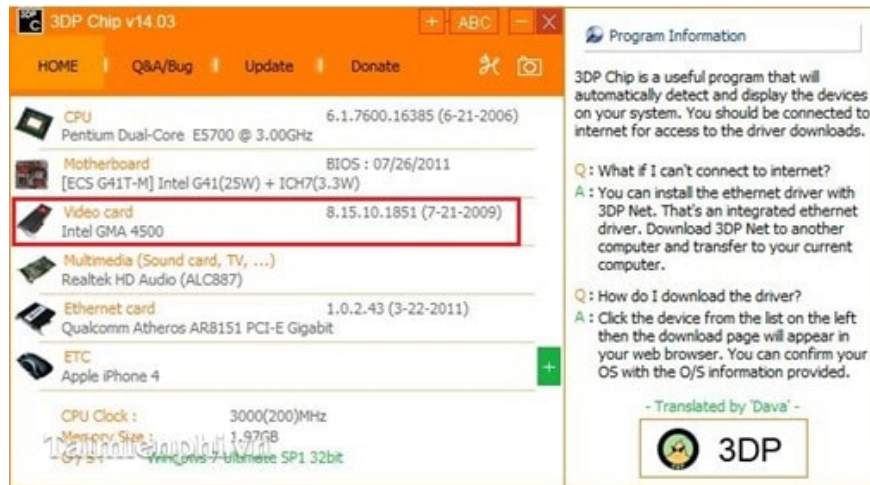 3DP Chip v14.03
+ ABC
HOME Q&A/Bug Update Donate
CPU 6.1.7600.16385 (6-21-2006)
Pentium Dual-Core E5700 @ 3.00GHz
Motherboard BIOS : 07/26/2011
[ECS G41T-M] Intel G41(25W) + ICH7(3.3W)
Video card 8.15.10.1851 (7-21-2009)
Intel GMA 4500
Multimedia (Sound card, TV, ...)
Realtek HD Audio (ALC887)
Ethernet card 1.0.2.43 (3-22-2011)
Qualcomm Atheros AR8151 PCI-E Gigabit
ETC
Apple iPhone 4
+
CPU Clock : 3000(200)MHz
Memory Size : 1.97GB
Windows 7 Ultimate SP1 32bit
Taimienphi.vn
Program Information
3DP Chip is a useful program that will
automatically detect and display the devices
on your system. You should be connected to
internet for access to the driver downloads.
Q : What if I can't connect to internet?
A : You can install the ethernet driver with
3DP Net. That's an integrated ethernet
driver. Download 3DP Net to another
computer and transfer to your current
computer.
Q : How do I download the driver?
A : Click the device from the list on the left
then the download page will appear in
your web browser. You can confirm your
OS with the O/S information provided.
- Translated by 'Dava' -
3DP